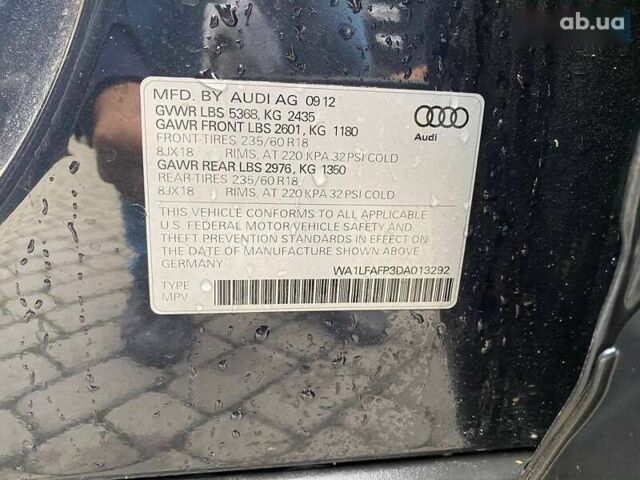 ab.ua
MFD. BY AUDI AG 0912
GVWR LBS 5368, KG 2435
GAWR FRONT LBS 2601, KG 1180
FRONT-TIRES 235/60 R18
8JX18 RIMS, AT 220 KPA 32 PSI COLD
GAWR REAR LBS 2976, KG 1350
REAR-TIRES 235/60 R18
8JX18 RIMS, AT 220 KPA 32 PSI COLD
Audi
THIS VEHICLE CONFORMS TO ALL APPLICABLE
U.S. FEDERAL MOTOR VEHICLE SAFETY AND
THEFT PREVENTION STANDARDS IN EFFECT ON
THE DATE OF MANUFACTURE SHOWN ABOVE
GERMANY
WA1LFAFP3DA013292
TYPE
MPV